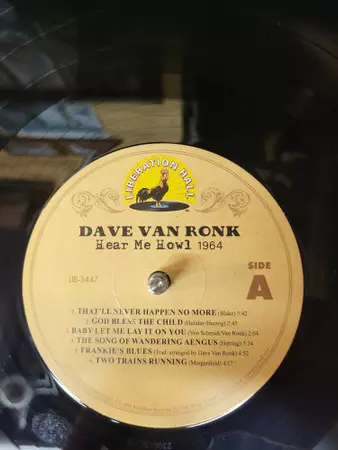 LIBERATION HALL
DAVE VAN RONK
Hear Me Howl 1964
LIB-3447
SIDE
A
1. THAT'LL NEVER HAPPEN NO MORE (Blake) 3:42
2. GOD BLESS THE CHILD (Holiday/Herzog) 2:45
3. BABY LET ME LAY IT ON YOU (Von Schmidt/Van Ronk) 2:04
4. THE SONG OF WANDERING AENGUS (Herring) 5:34
5. FRANKIE'S BLUES (Trad. arranged by Dave Van Ronk) 4:52
6. TWO TRAINS RUNNING (Morganfield) 4:17